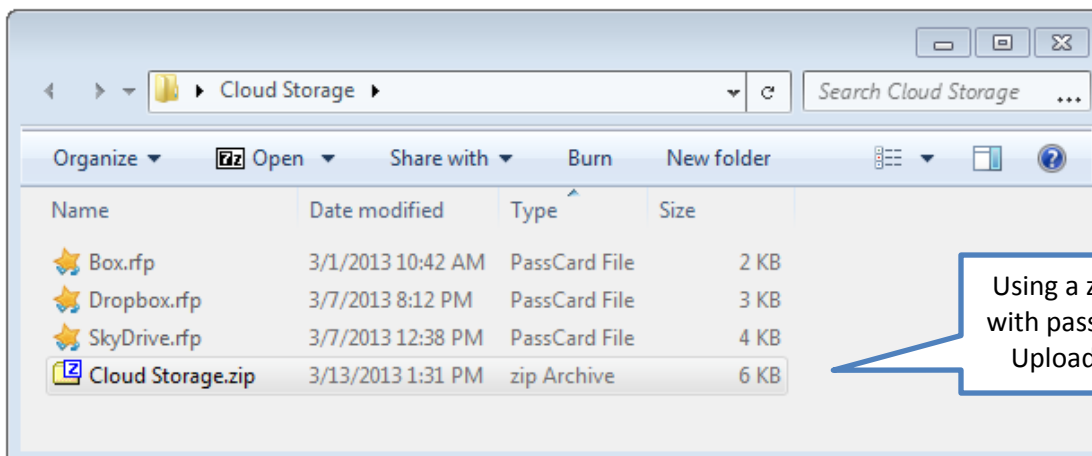 Cloud Storage
Search Cloud Storage ...
Organize Open Share with Burn New folder
Name Date modified Type Size
Box.rfp 3/1/2013 10:42 AM PassCard File 2 KB
Dropbox.rfp 3/7/2013 8:12 PM PassCard File 3 KB
SkyDrive.rfp 3/7/2013 12:38 PM PassCard File 4 KB
Cloud Storage.zip 3/13/2013 1:31 PM zip Archive 6 KB
Using a
with